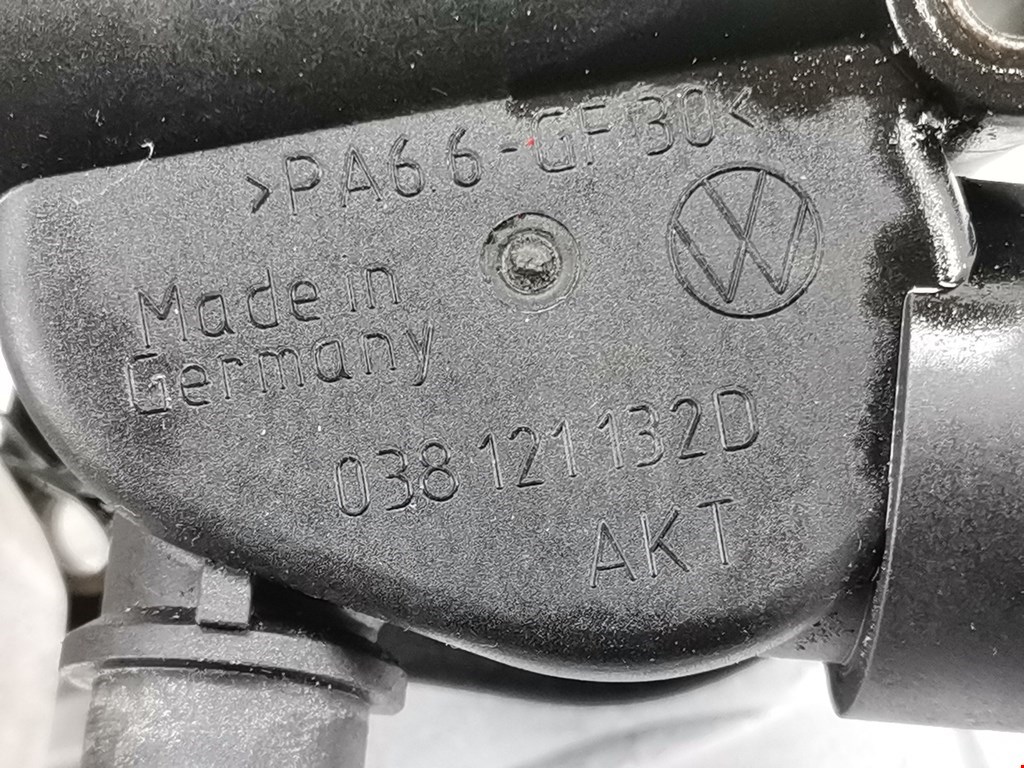 >PA6.6-GF30<
Made in
Germany
038 121 132D
AKT